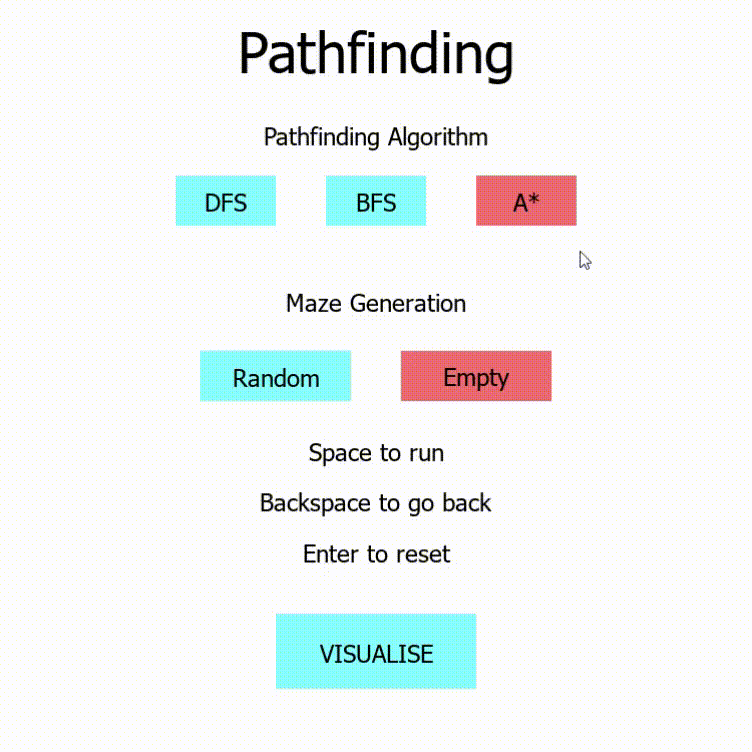 Pathfinding
Pathfinding Algorithm
DFS BFS A*
Maze Generation
Random Empty
Space to run
Backspace to go back
Enter to reset
VISUALISE